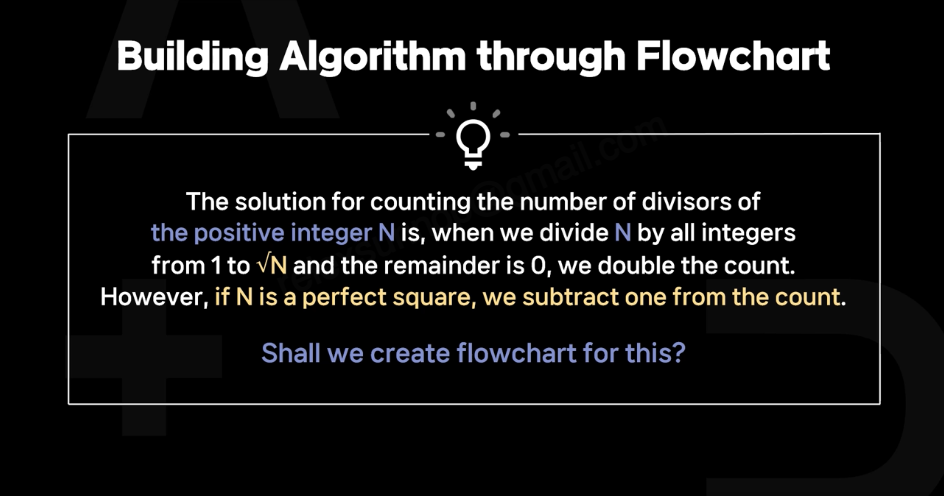 Building Algorithm through Flowchart
The solution for counting the number of divisors of
the positive integer N is, when we divide N by all integers
from 1 to √N and the remainder is 0, we double the count.
However, if N is a perfect square, we subtract one from the count.
Shall we create flowchart for this?